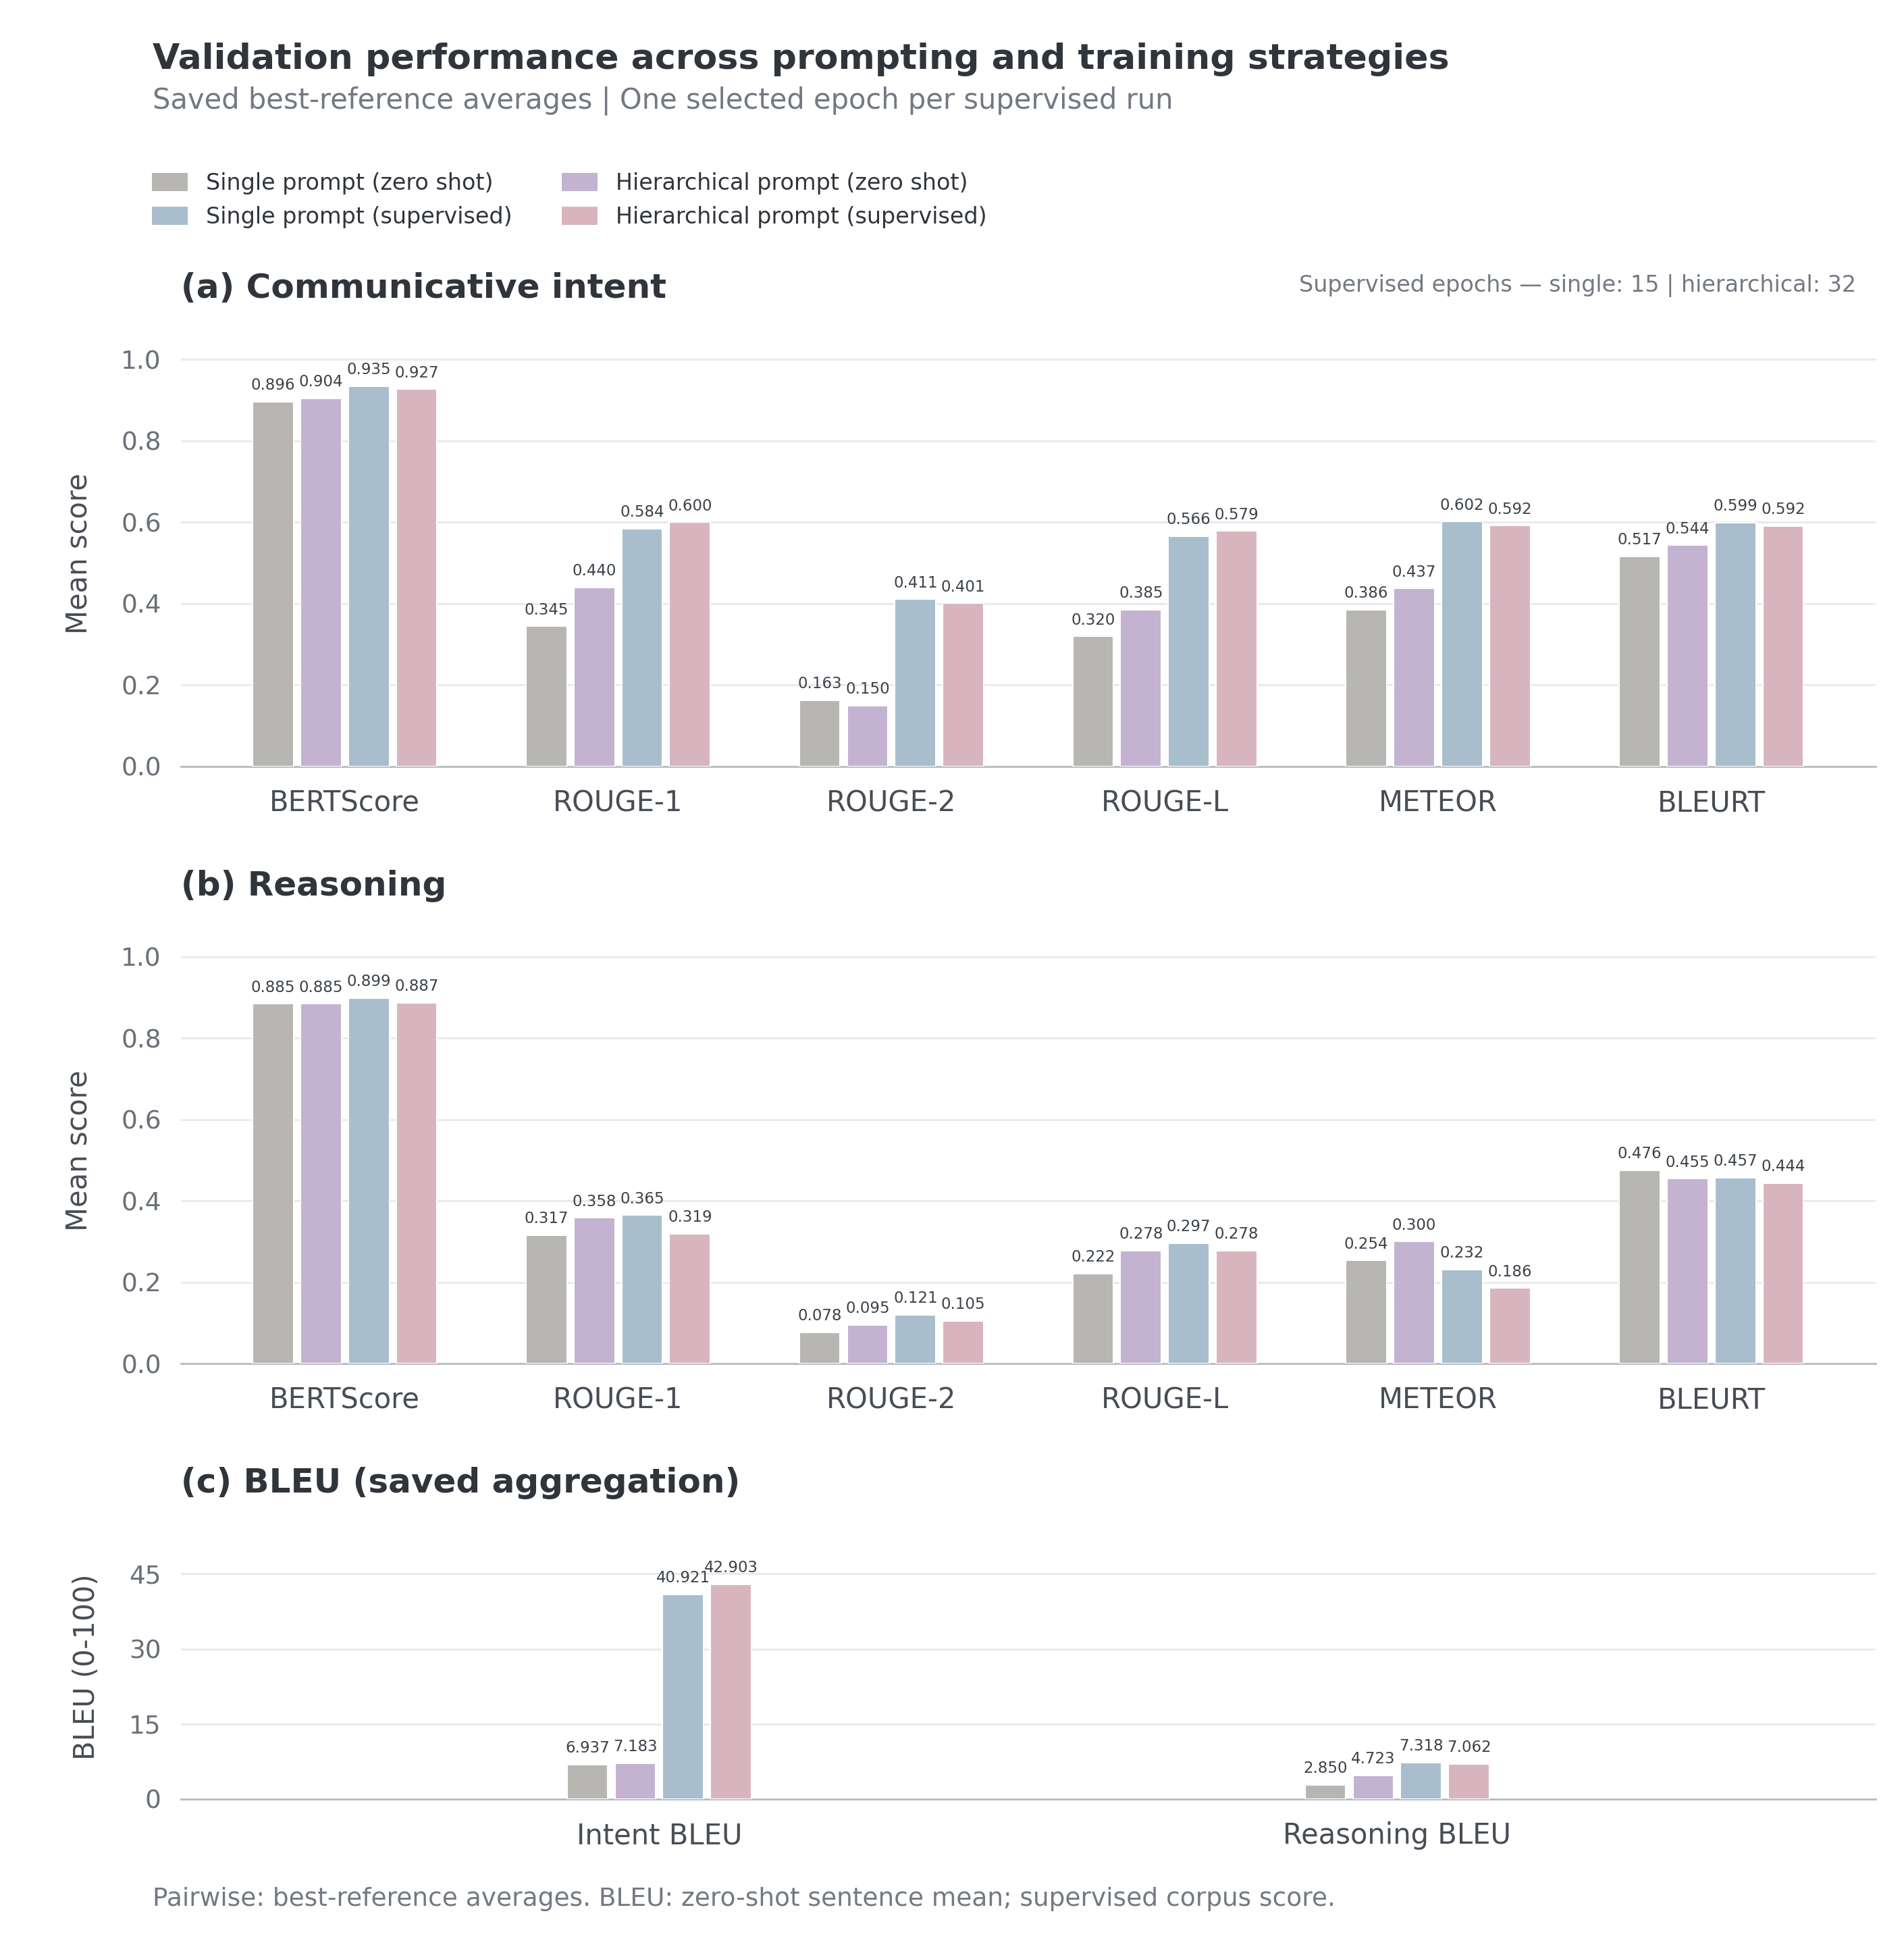 Validation performance across prompting and training strategies
Saved best-reference averages | One selected epoch per supervised run
Single prompt (zero shot)
Hierarchical prompt (zero shot)
Single prompt (supervised)
Hierarchical prompt (supervised)
(a) Communicative intent
Supervised epochs — single: 15 | hierarchical: 32
Mean score
1.0
0.8
0.6
0.4
0.2
0.0
0.896 0.904 0.935 0.927
0.345 0.440 0.584 0.600
0.163 0.150 0.411 0.401
0.320 0.385 0.566 0.579
0.386 0.437 0.602 0.592
0.517 0.544 0.599 0.592
BERTScore ROUGE-1 ROUGE-2 ROUGE-L METEOR BLEURT
(b) Reasoning
Mean score
1.0
0.8
0.6
0.4
0.2
0.0
0.885 0.885 0.899 0.887
0.317 0.358 0.365 0.319
0.078 0.095 0.121 0.105
0.222 0.278 0.297 0.278
0.254 0.300 0.232 0.186
0.476 0.455 0.457 0.444
BERTScore ROUGE-1 ROUGE-2 ROUGE-L METEOR BLEURT
(c) BLEU (saved aggregation)
BLEU (0-100)
45
30
15
0
6.937 7.183 40.921 42.903
2.850 4.723 7.318 7.062
Intent BLEU Reasoning BLEU
Pairwise: best-reference averages. BLEU: zero-shot sentence mean; supervised corpus score.